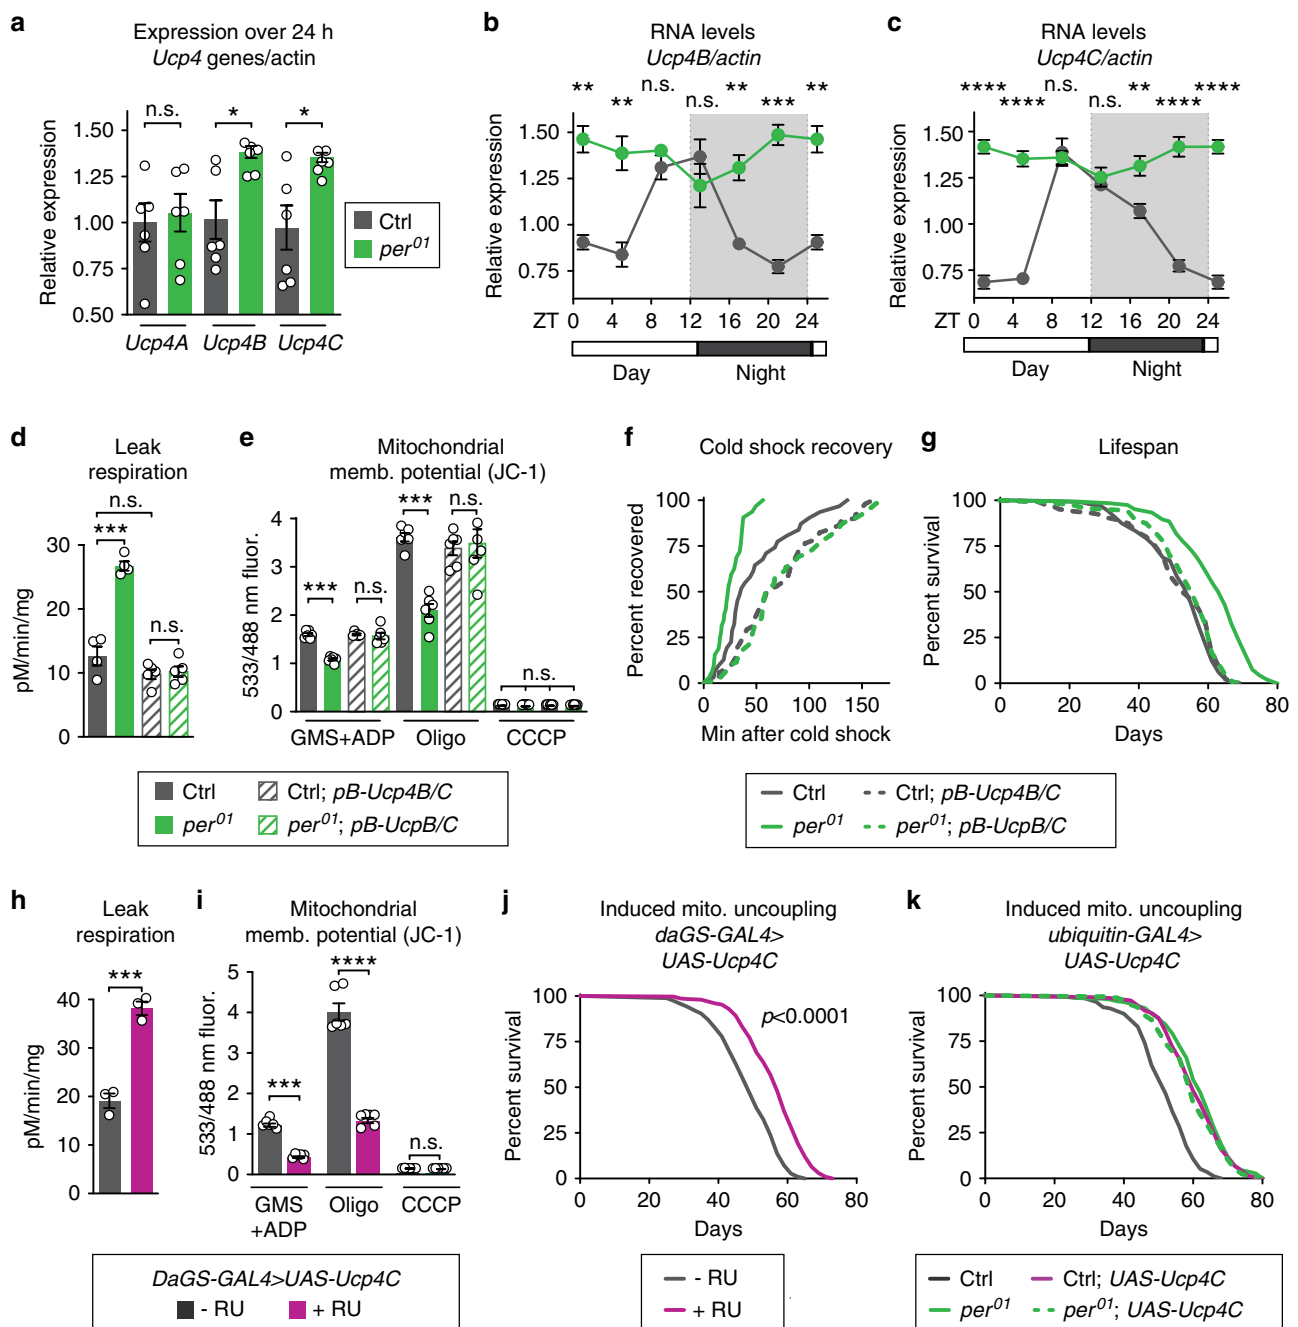 a
Expression over 24 h
Ucp4 genes/actin
n.s.
*
*
1.50
1.25
1.00
0.75
0.50
Relative expression
Ucp4A
Ucp4B
Ucp4C
Ctrl
per01
b
RNA levels
Ucp4B/actin
** ** n.s. n.s. ** *** **
1.50
1.25
1.00
0.75
Relative expression
ZT 0 4 8 12 16 20 24
Day
Night
c
RNA levels
Ucp4C/actin
**** **** n.s. n.s. ** **** ****
1.50
1.25
1.00
0.75
Relative expression
ZT 0 4 8 12 16 20 24
Day
Night
d
Leak
respiration
n.s.
***
n.s.
30
20
10
0
pM/min/mg
e
Mitochondrial
memb. potential (JC-1)
*** n.s. *** n.s. n.s.
4
3
2
1
0
533/488 nm fluor.
GMS+ADP Oligo CCCP
Ctrl
Ctrl; pB-Ucp4B/C
per01
per01; pB-UcpB/C
f
Cold shock recovery
100
75
50
25
0
Percent recovered
0 50 100 150
Min after cold shock
g
Lifespan
100
75
50
25
0
Percent survival
0 20 40 60 80
Days
Ctrl
Ctrl; pB-Ucp4B/C
per01
per01; pB-UcpB/C
h
Leak
respiration
***
40
30
20
10
0
pM/min/mg
i
Mitochondrial
memb. potential (JC-1)
*** **** n.s.
5
4
3
2
1
0
533/488 nm fluor.
GMS
+ADP
Oligo
CCCP
DaGS-GAL4>UAS-Ucp4C
- RU
+ RU
j
Induced mito. uncoupling
daGS-GAL4>
UAS-Ucp4C
p<0.0001
100
75
50
25
0
Percent survival
0 20 40 60 80
Days
- RU
+ RU
k
Induced mito. uncoupling
ubiquitin-GAL4>
UAS-Ucp4C
100
75
50
25
0
Percent survival
0 20 40 60 80
Days
Ctrl
Ctrl; UAS-Ucp4C
per01
per01; UAS-Ucp4C